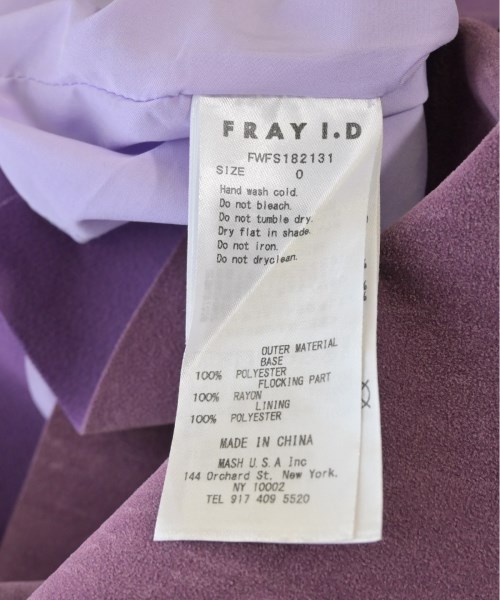 FRAY I.D
FWFS182131
SIZE 0
Hand wash cold.
Do not bleach.
Do not tumble dry.
Dry flat in shade.
Do not iron.
Do not dryclean.
OUTER MATERIAL
BASE
100% POLYESTER
FLOCKING PART
100% RAYON
LINING
100% POLYESTER
MADE IN CHINA
MASH U.S.A Inc
144 Orchard St. New York.
NY 10002
TEL 917 409 5520